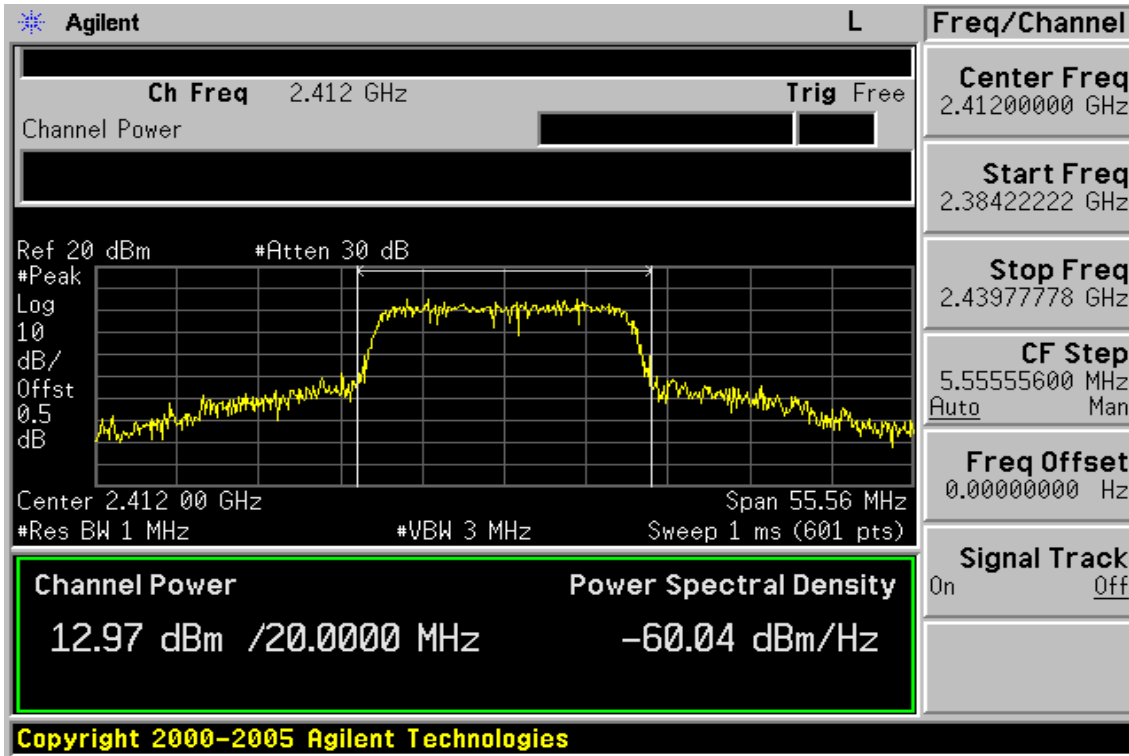 Agilent
L
Freq/Channel
Ch Freq 2.412 GHz
Trig Free
Channel Power
Center Freq
2.41200000 GHz
Start Freq
2.38422222 GHz
Stop Freq
2.43977778 GHz
CF Step
5.55555600 MHz
Auto Man
Freq Offset
0.00000000 Hz
Signal Track
On Off
Ref 20 dBm #Atten 30 dB
#Peak
Log
10
dB/
Offst
0.5
dB
Center 2.412 00 GHz Span 55.56 MHz
#Res BW 1 MHz #VBW 3 MHz Sweep 1 ms (601 pts)
Channel Power Power Spectral Density
12.97 dBm /20.0000 MHz -60.04 dBm/Hz
Copyright 2000-2005 Agilent Technologies